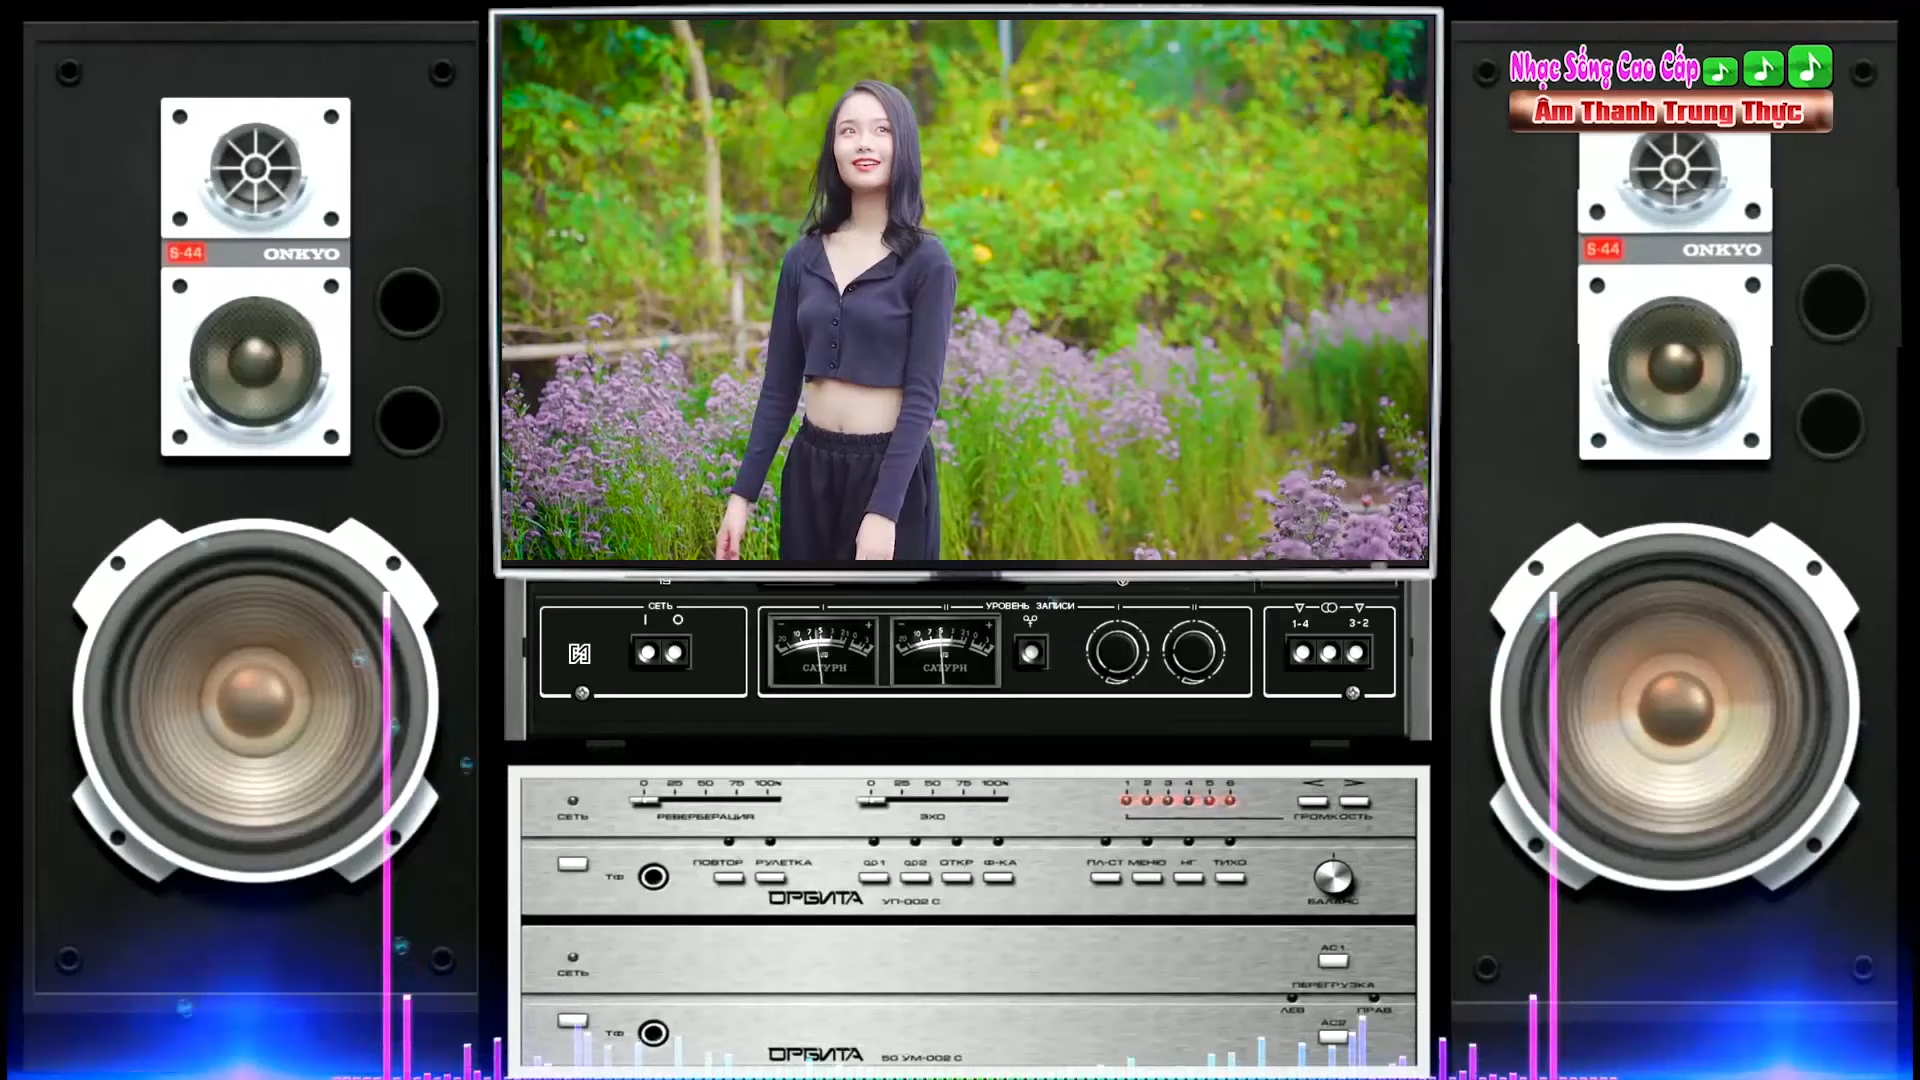 Nhạc Sống Cao Cấp
Âm Thanh Trung Thực
S-44 ONKYO
S-44 ONKYO
СЕТЬ
I O
I II УРОВЕНЬ ЗАПИСИ I II
1-4 3-2
САТУРН САТУРН
0 25 50 75 100%
0 25 50 75 100%
1 2 3 4 5 6
< >
СЕТЬ РЕВЕРБЕРАЦИЯ ЭХО ГРОМКОСТЬ
ПОВТОР РУЛЕТКА ОТКР Ф-КА ПЛ-СТ МЕНЮ НГ ТИХО
ТФ
ОРБИТА УП-002 С БАЛАНС
АС1
СЕТЬ
ПЕРЕГРУЗКА
ЛЕВ ПРАВ
ТФ АС2
ОРБИТА 50 УМ-002 С